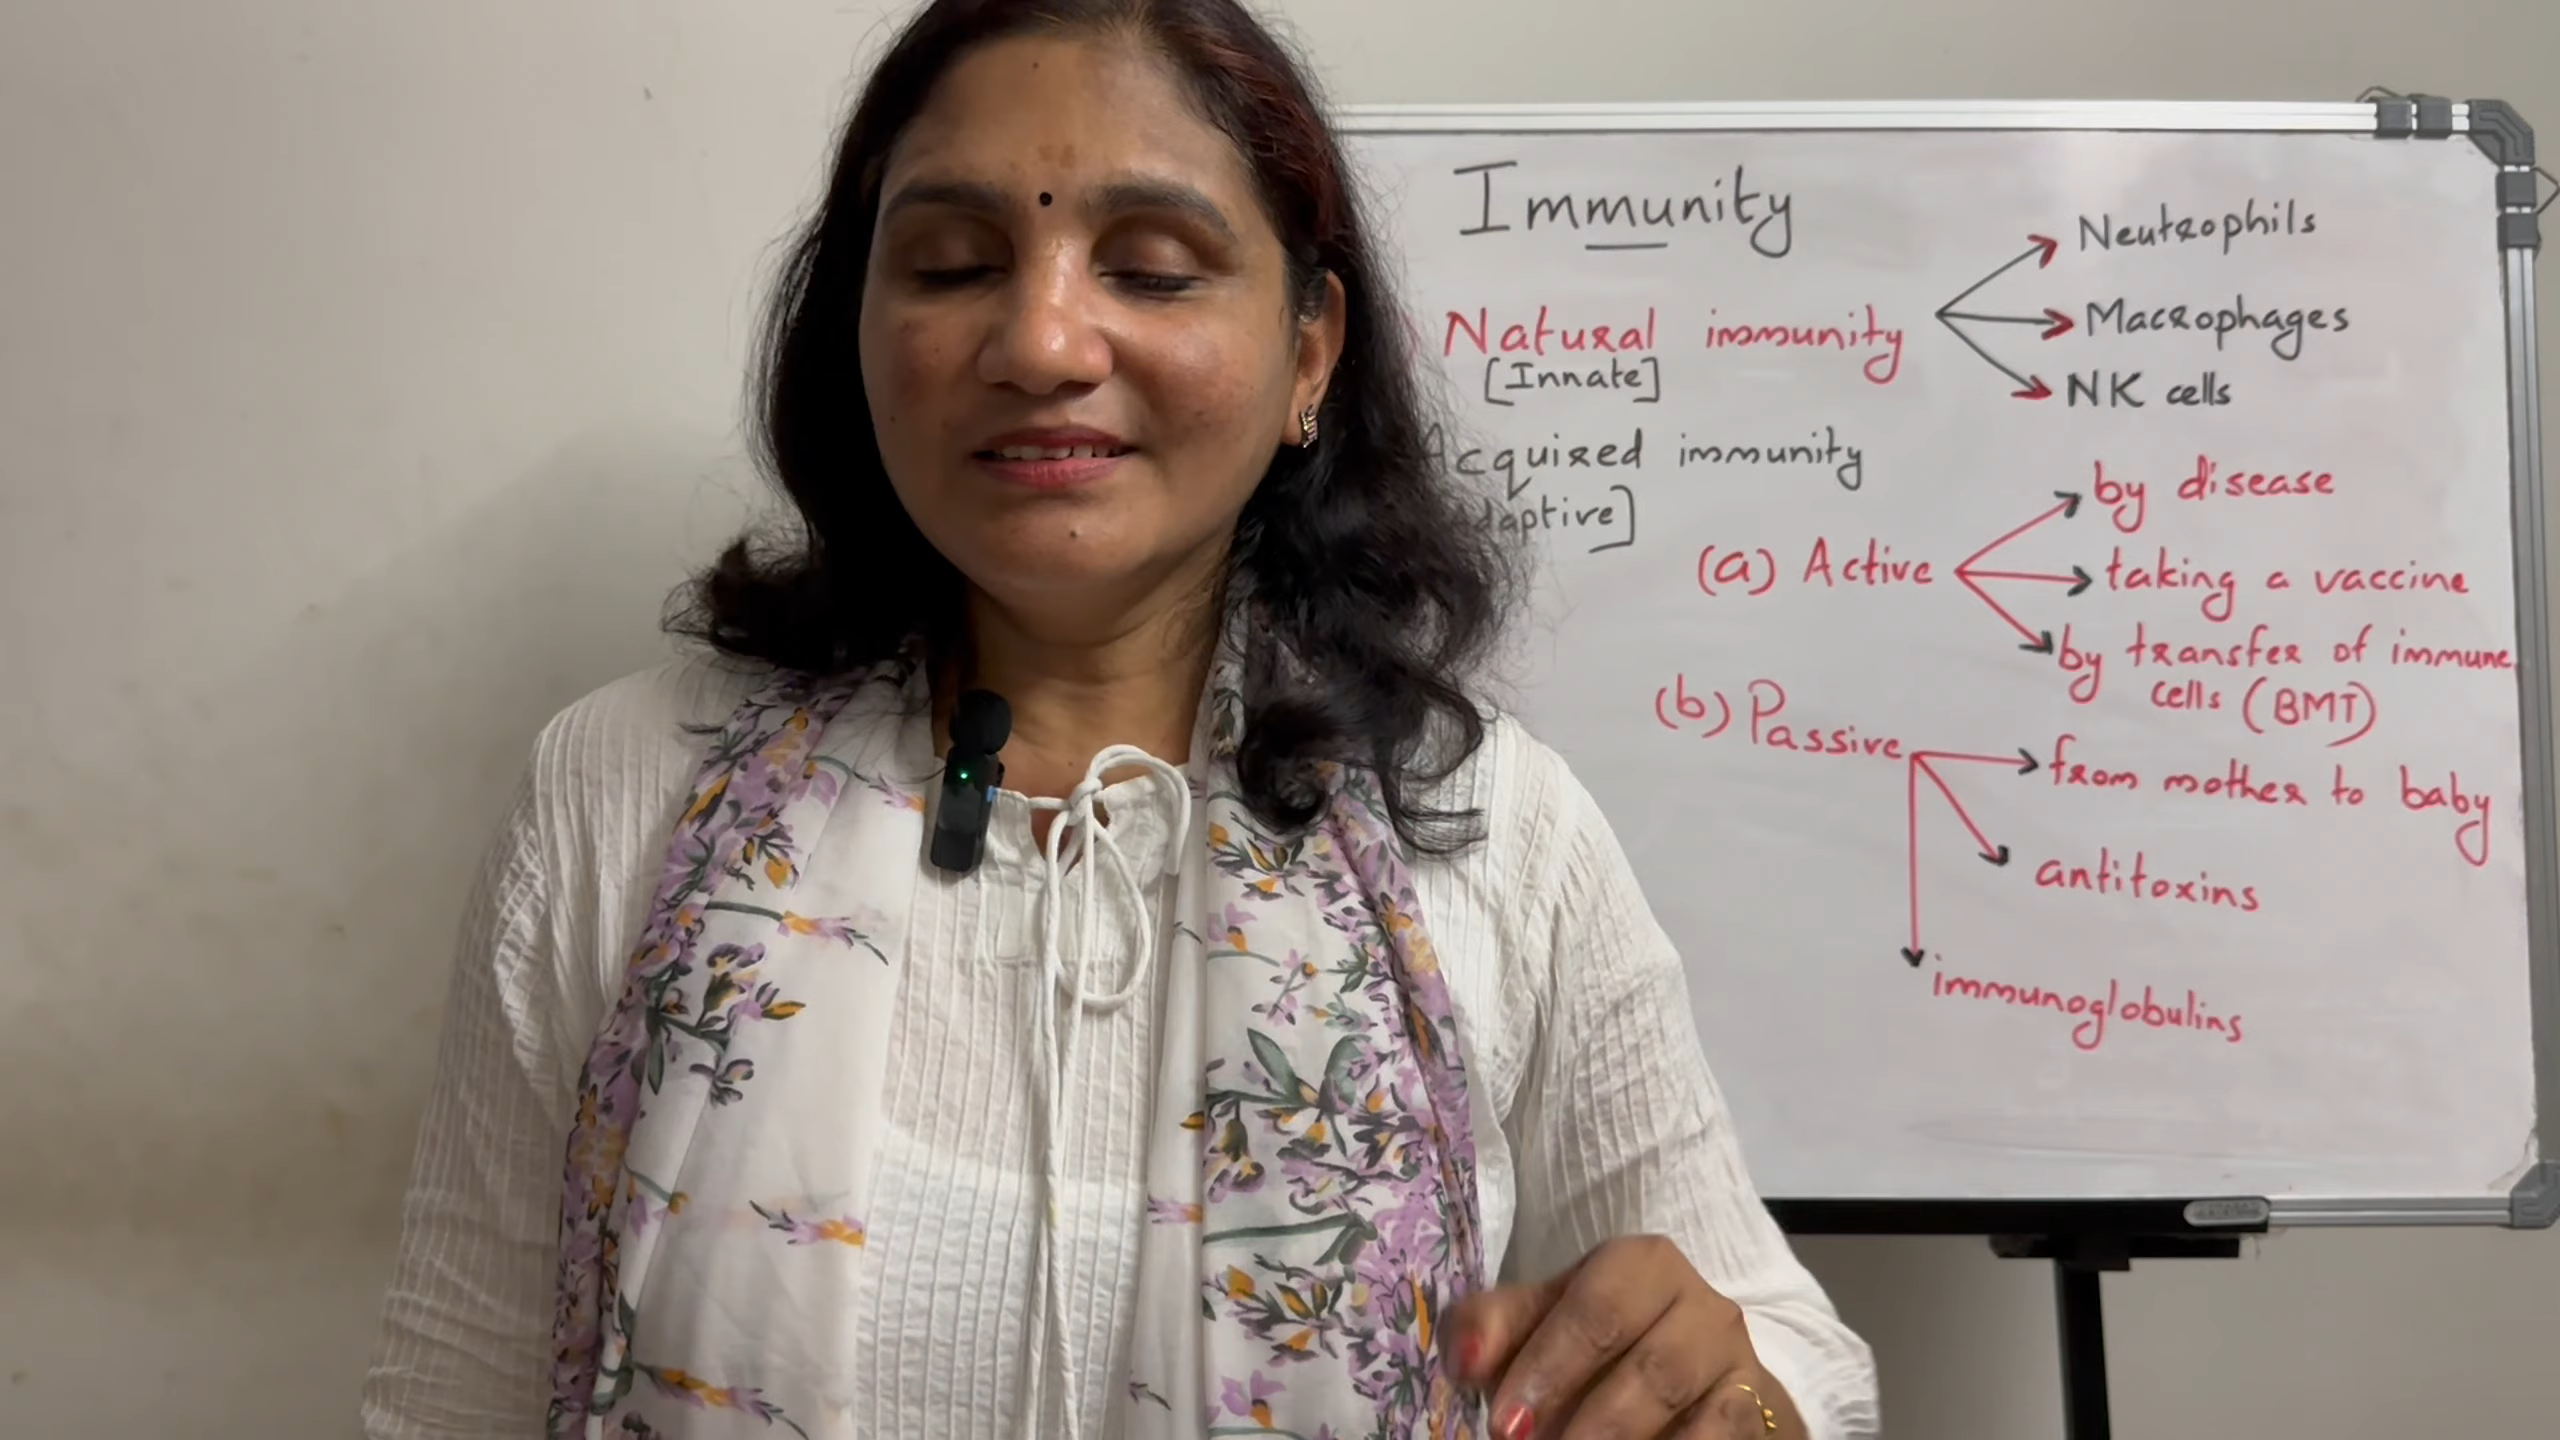 Immunity
Neutrophils
Natural immunity
Macrophages
[Innate]
NK cells
Acquired immunity
by disease
daptive]
(a) Active
taking a vaccine
by transfer of immune
cells (BMT)
(b) Passive
from mother to baby
antitoxins
immunoglobulins